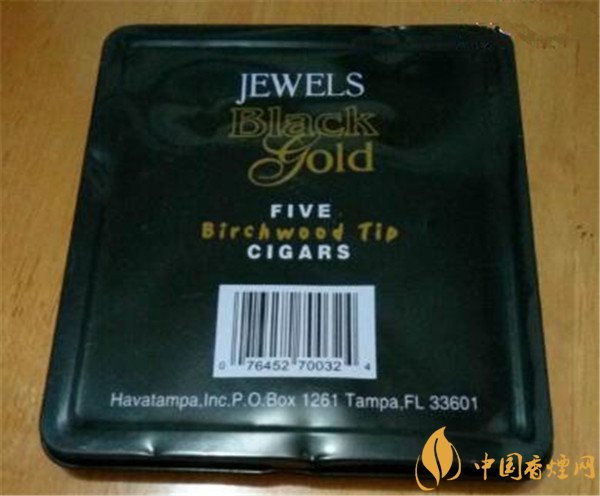 JEWELS
Black
Gold
FIVE
Birchwood Tip
CIGARS
0 76452 70032 4
Havatampa,Inc.P.O.Box 1261 Tampa,FL 33601
中国香烟网